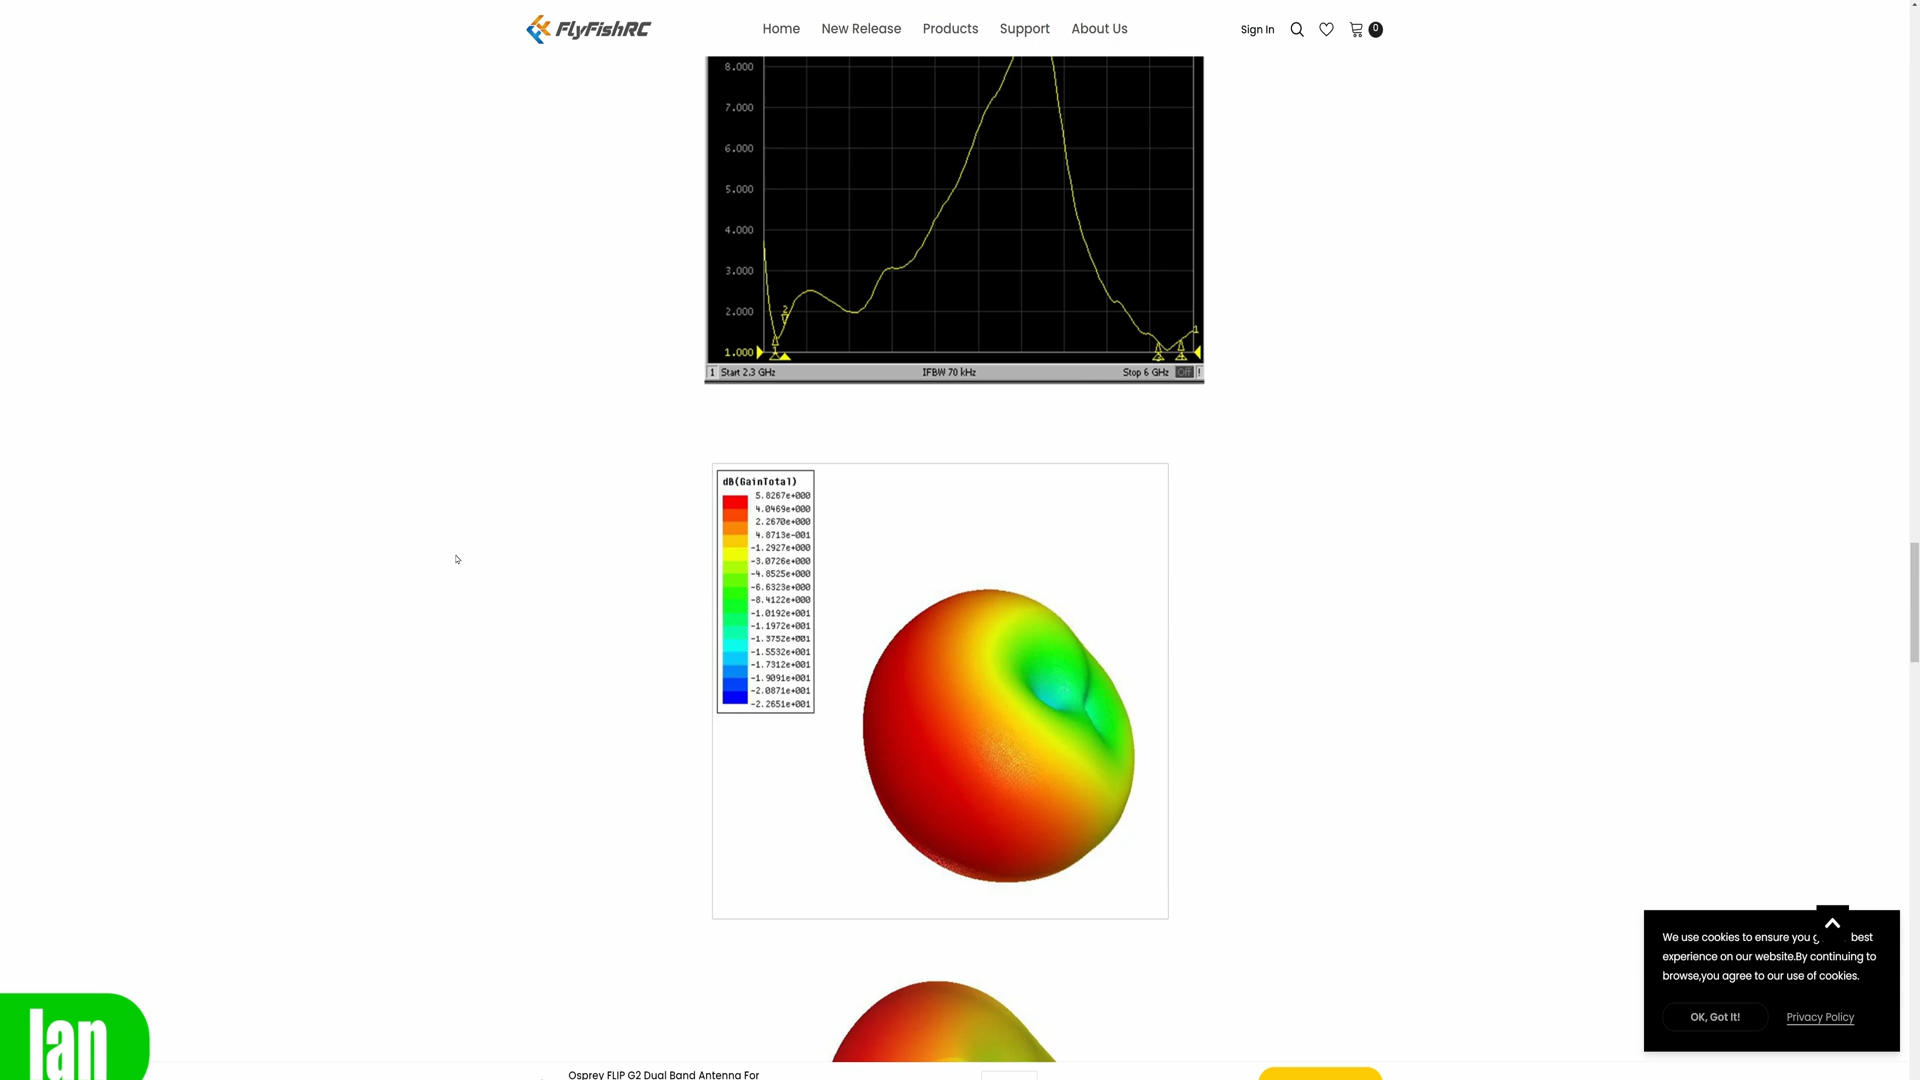 FlyFishRC
Home
New Release
Products
Support
About Us
Sign In
0
8.000
7.000
6.000
5.000
4.000
3.000
2.000
1.000
2
1
1 Start 2.3 GHz
IFBW 70 kHz
Stop 6 GHz
Off
!
dB(GainTotal)
5.8267e+000
4.0469e+000
2.2670e+000
4.8713e-001
-1.2927e+000
-3.0726e+000
-4.8525e+000
-6.6323e+000
-8.4122e+000
-1.0192e+001
-1.1972e+001
-1.3752e+001
-1.5532e+001
-1.7312e+001
-1.9091e+001
-2.0871e+001
-2.2651e+001
We use cookies to ensure you g best
experience on our website.By continuing to
browse,you agree to our use of cookies.
OK, Got It!
Privacy Policy
Ian
Osprey FLIP G2 Dual Band Antenna For